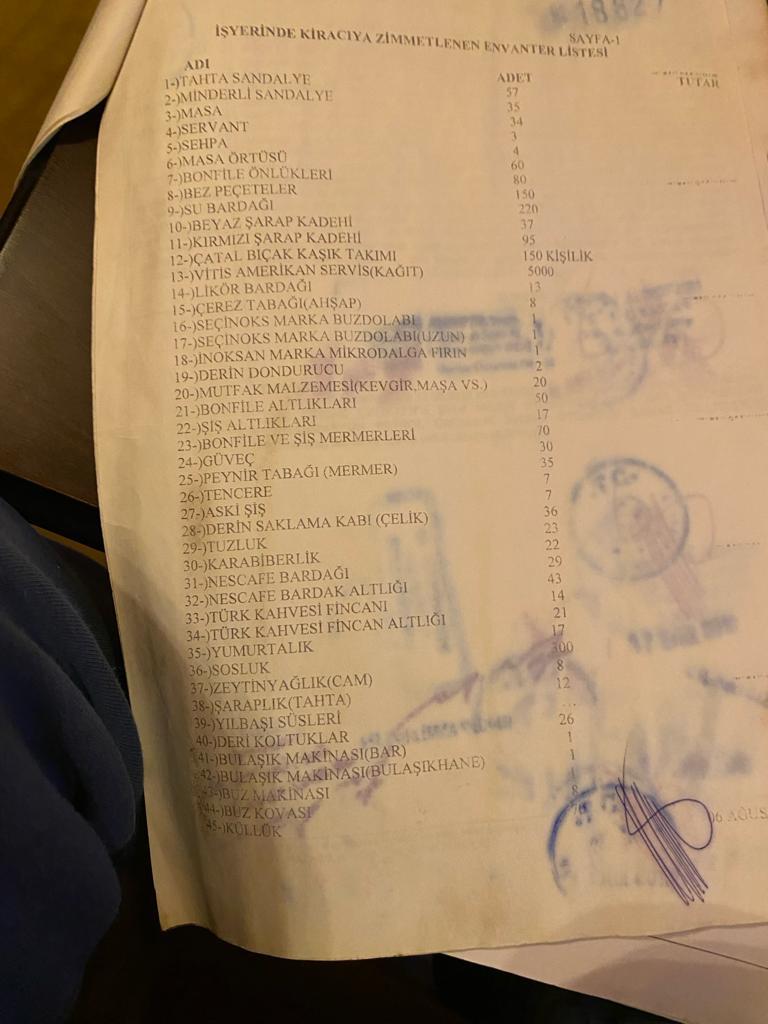 18827
SAYFA-1
İŞYERİNDE KİRACIYA ZİMMETLENEN ENVANTER LİSTESİ
ADI ADET TUTAR
1-)TAHTA SANDALYE 57
2-)MİNDERLİ SANDALYE 35
3-)MASA 34
4-)SERVANT 3
5-)SEHPA 4
6-)MASA ÖRTÜSÜ 60
7-)BONFİLE ÖNLÜKLERİ 80
8-)BEZ PEÇETELER 150
9-)SU BARDAĞI 220
10-)BEYAZ ŞARAP KADEHİ 37
11-)KIRMIZI ŞARAP KADEHİ 95
12-)ÇATAL BIÇAK KAŞIK TAKIMI 150 KİŞİLİK
13-)VİTİS AMERİKAN SERVİS(KAĞIT) 5000
14-)LİKÖR BARDAĞI 13
15-)ÇEREZ TABAĞI(AHŞAP) 8
16-)SEÇİNOKS MARKA BUZDOLABI 1
17-)SEÇİNOKS MARKA BUZDOLABI(UZUN) 1
18-)İNOKSAN MARKA MİKRODALGA FIRIN 1
19-)DERİN DONDURUCU 2
20-)MUTFAK MALZEMESİ(KEVGİR,MAŞA VS.) 20
21-)BONFİLE ALTLIKLARI 50
22-)ŞİŞ ALTLIKLARI 17
23-)BONFİLE VE ŞİŞ MERMERLERİ 70
24-)GÜVEÇ 30
25-)PEYNİR TABAĞI (MERMER) 35
26-)TENCERE 7
27-)ASKİ ŞİŞ 7
28-)DERİN SAKLAMA KABI (ÇELİK) 36
29-)TUZLUK 23
30-)KARABİBERLİK 22
31-)NESCAFE BARDAĞI 29
32-)NESCAFE BARDAK ALTLIĞI 43
33-)TÜRK KAHVESİ FİNCANI 14
34-)TÜRK KAHVESİ FİNCAN ALTLIĞI 21
35-)YUMURTALIK 17
36-)SOSLUK 300
37-)ZEYTİNYAĞLIK(CAM) 8
38-)ŞARAPLIK(TAHTA) 12
39-)YILBAŞI SÜSLERİ ...
40-)DERİ KOLTUKLAR 26
41-)BULAŞIK MAKİNASI(BAR) 1
42-)BULAŞIK MAKİNASI(BULAŞIKHANE) 1
43-)BUZ MAKİNASI 1
44-)BUZ KOVASI 8
45-)KÜLLÜK
06 AĞUS